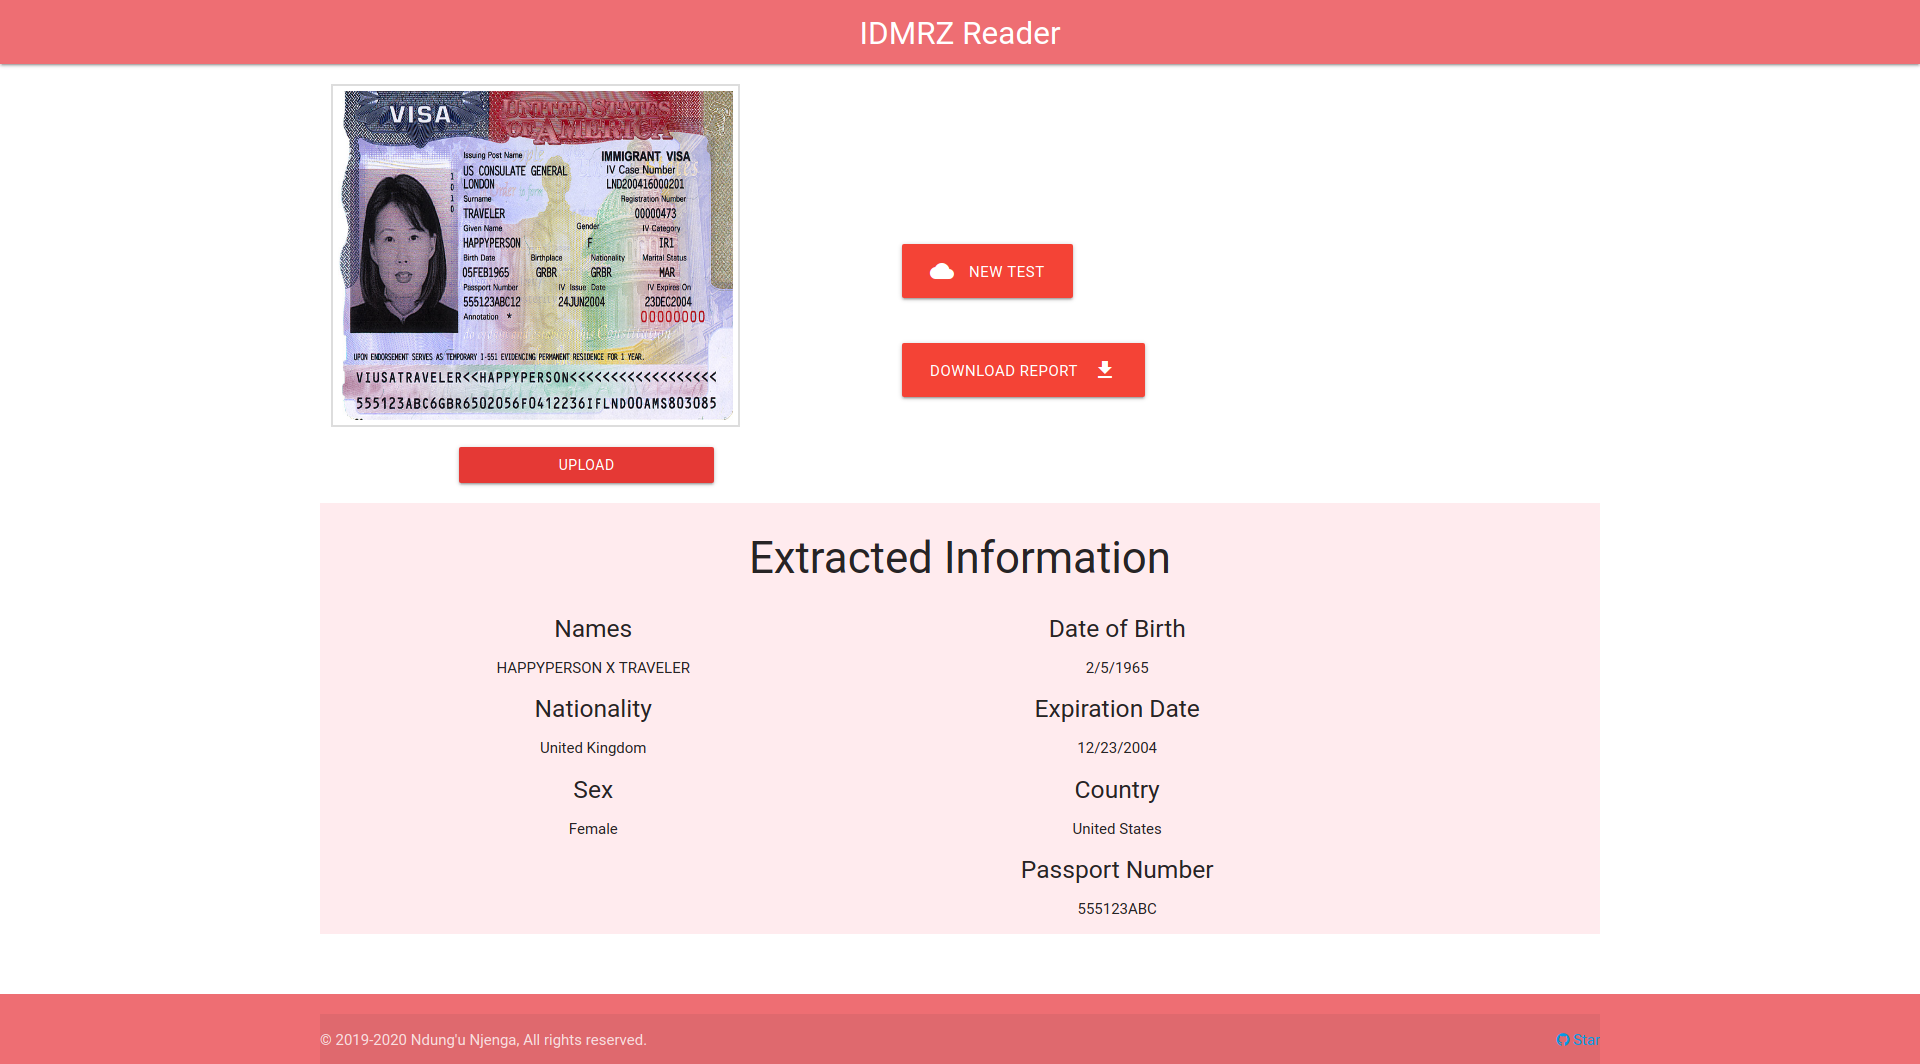 IDMRZ Reader
VISA
UNITED STATES
OF AMERICA
Issuing Post Name
IMMIGRANT VISA
US CONSULATE GENERAL
IV Case Number
LONDON
LND200416000201
Surname
Registration Number
TRAVELER
00000473
Given Name
Gender
IV Category
HAPPYPERSON
F
IR1
Birth Date
Birthplace
Nationality
Marital Status
05FEB1965
GRBR
GRBR
MAR
Passport Number
IV Issue Date
IV Expires On
555123ABC12
24JUN2004
23DEC2004
Annotation *
00000000
UPON ENDORSEMENT SERVES AS TEMPORARY I-551 EVIDENCING PERMANENT RESIDENCE FOR 1 YEAR.
VIUSATRAVELER<<HAPPYPERSON<<<<<<<<<<<<<<<<<<
555123ABC6GBR6502056F0412236IFLND00AMS803085
NEW TEST
DOWNLOAD REPORT
UPLOAD
Extracted Information
Names
HAPPYPERSON X TRAVELER
Nationality
United Kingdom
Sex
Female
Date of Birth
2/5/1965
Expiration Date
12/23/2004
Country
United States
Passport Number
555123ABC
© 2019-2020 Ndung'u Njenga, All rights reserved.
Star